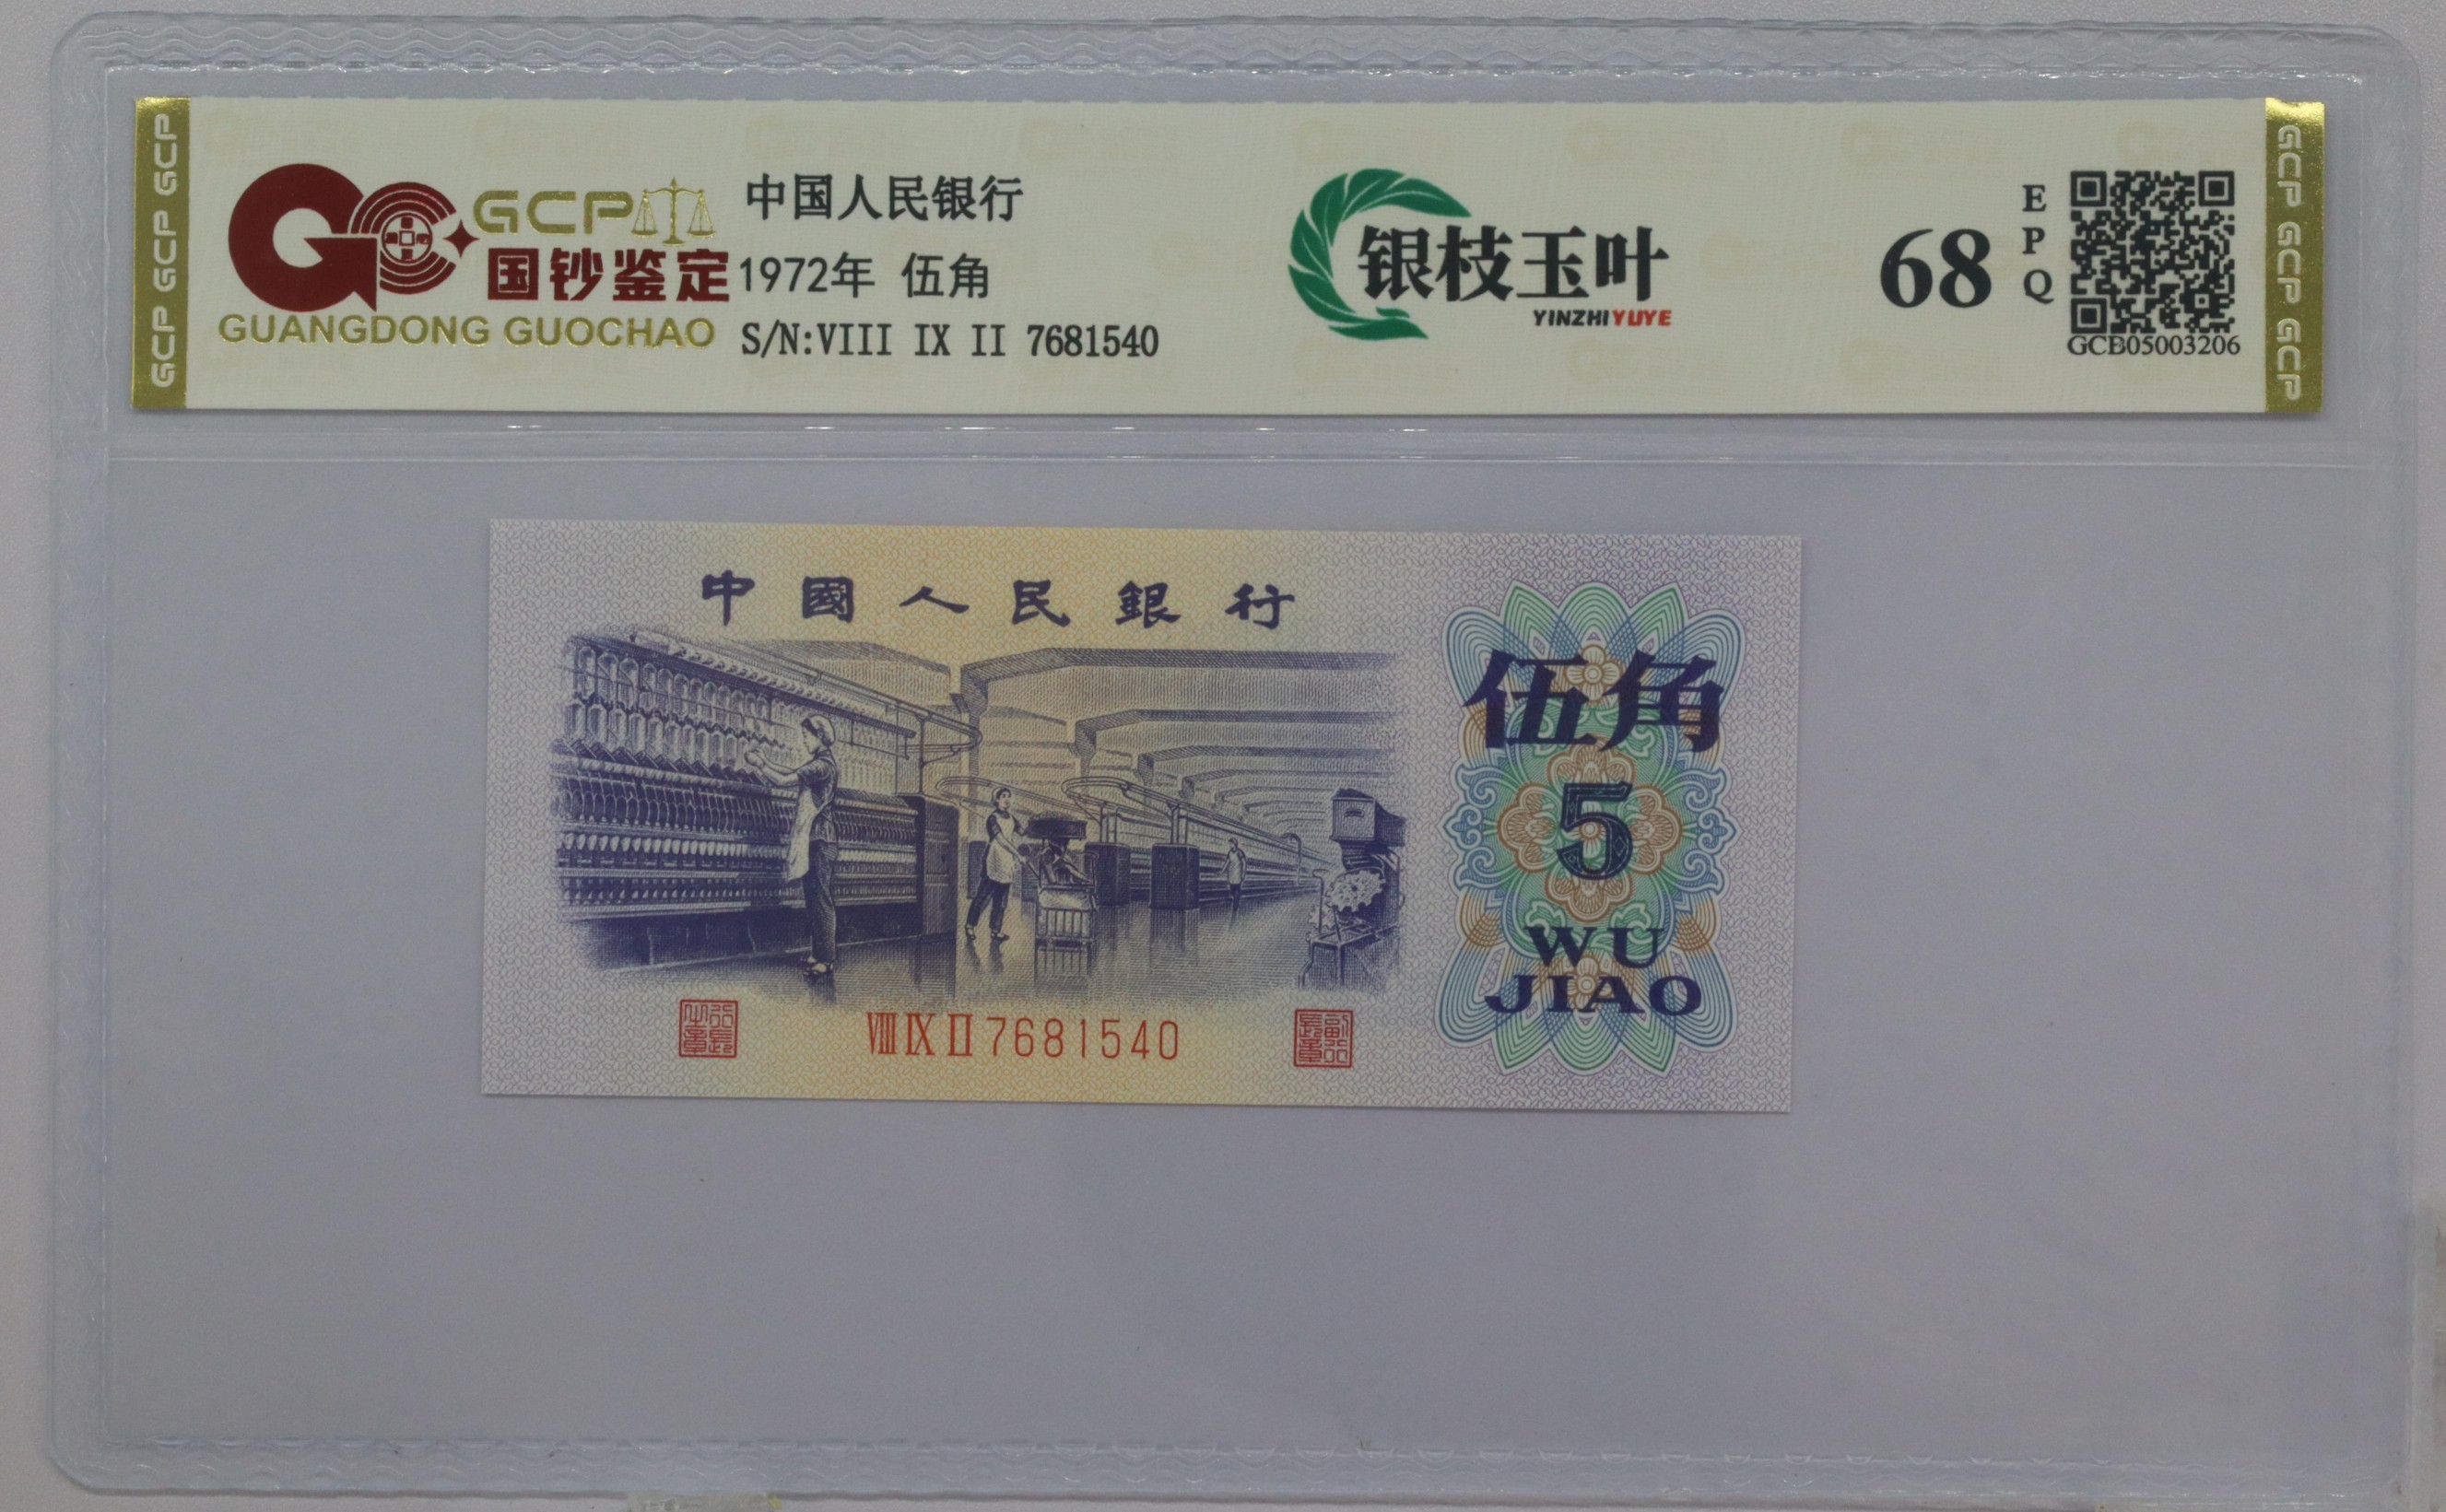 GCP GCP GCP
GCP
国钞鉴定
GUANGDONG GUOCHAO
中国人民银行
1972年 伍角
S/N:VIII IX II 7681540
银枝玉叶
YINZHIYUYE
68
EPQ
GCB05003206
GCP GCP GCP
中國人民銀行
伍角
5
WU
JIAO
VIII IX II 7681540